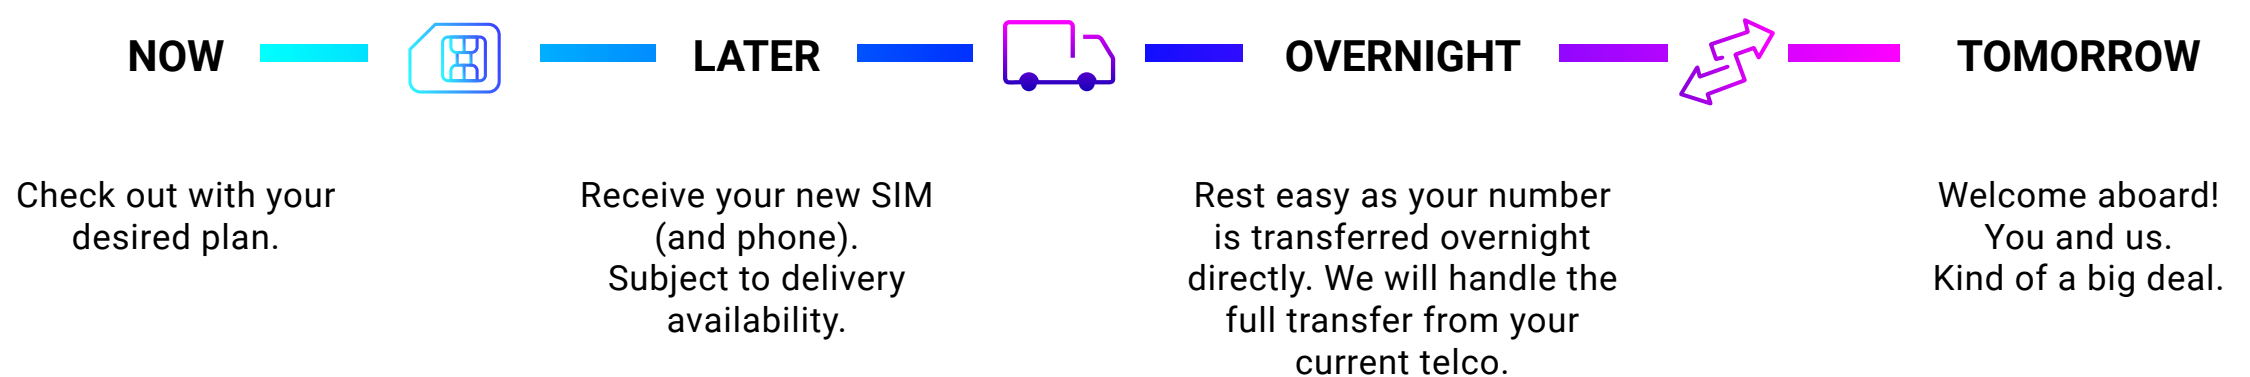 NOW
LATER
OVERNIGHT
TOMORROW
Check out with your
desired plan.
Receive your new SIM
(and phone).
Subject to delivery
availability.
Rest easy as your number
is transferred overnight
directly. We will handle the
full transfer from your
current telco.
Welcome aboard!
You and us.
Kind of a big deal.